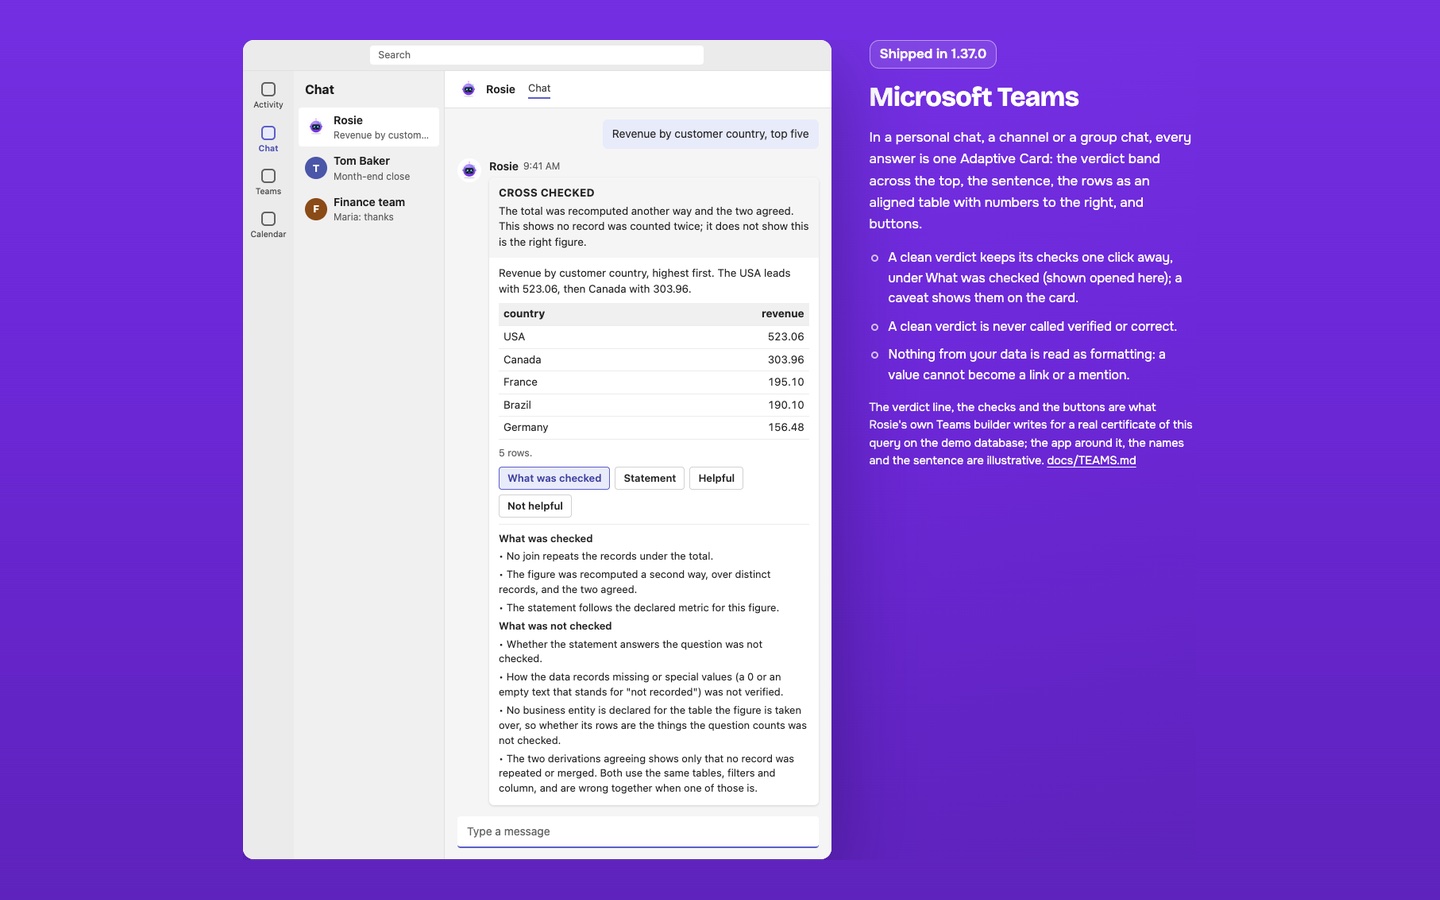 Search
Activity
Chat
Teams
Calendar
Chat
Rosie
Revenue by custom...
T
Tom Baker
Month-end close
F
Finance team
Maria: thanks
Rosie
Chat
Revenue by customer country, top five
Rosie 9:41 AM
CROSS CHECKED
The total was recomputed another way and the two agreed.
This shows no record was counted twice; it does not show this
is the right figure.
Revenue by customer country, highest first. The USA leads
with 523.06, then Canada with 303.96.
country revenue
USA 523.06
Canada 303.96
France 195.10
Brazil 190.10
Germany 156.48
5 rows.
What was checked Statement Helpful
Not helpful
What was checked
• No join repeats the records under the total.
• The figure was recomputed a second way, over distinct
records, and the two agreed.
• The statement follows the declared metric for this figure.
What was not checked
• Whether the statement answers the question was not
checked.
• How the data records missing or special values (a 0 or an
empty text that stands for "not recorded") was not verified.
• No business entity is declared for the table the figure is taken
over, so whether its rows are the things the question counts was
not checked.
• The two derivations agreeing shows only that no record was
repeated or merged. Both use the same tables, filters and
column, and are wrong together when one of those is.
Type a message
Shipped in 1.37.0
Microsoft Teams
In a personal chat, a channel or a group chat, every
answer is one Adaptive Card: the verdict band
across the top, the sentence, the rows as an
aligned table with numbers to the right, and
buttons.
A clean verdict keeps its checks one click away,
under What was checked (shown opened here); a
caveat shows them on the card.
A clean verdict is never called verified or correct.
Nothing from your data is read as formatting: a
value cannot become a link or a mention.
The verdict line, the checks and the buttons are what
Rosie's own Teams builder writes for a real certificate of this
query on the demo database; the app around it, the names
and the sentence are illustrative. docs/TEAMS.md